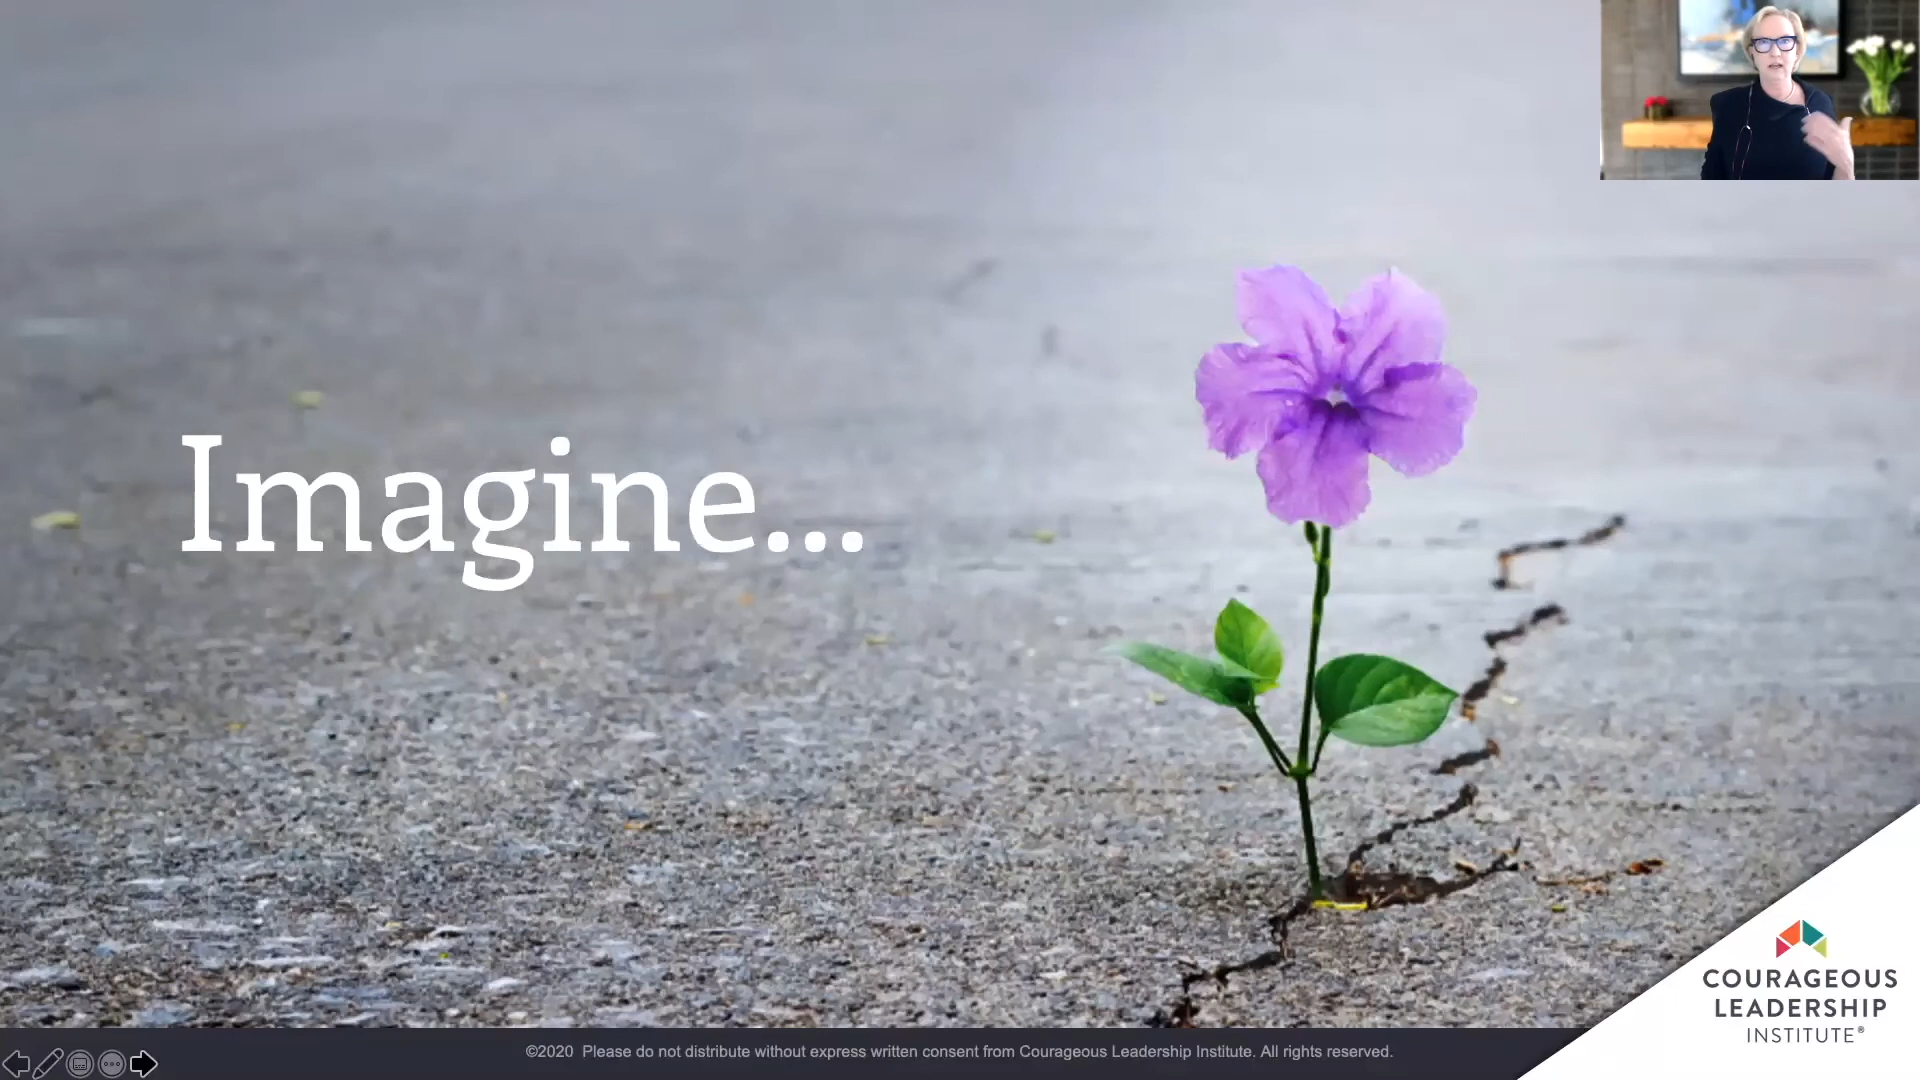 Imagine...
COURAGEOUS
LEADERSHIP
INSTITUTE®
©2020 Please do not distribute without express written consent from Courageous Leadership Institute. All rights reserved.